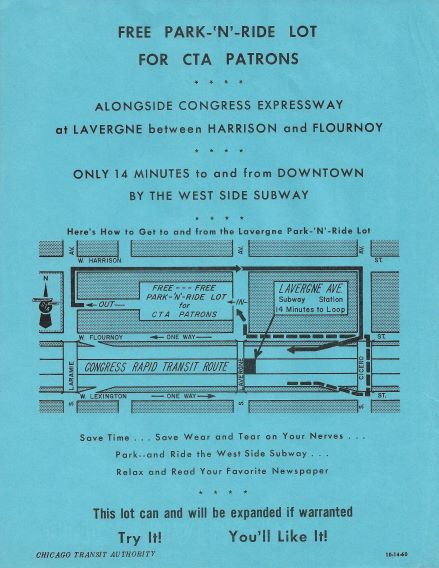 FREE PARK-'N'-RIDE LOT
FOR CTA PATRONS
* * * *
ALONGSIDE CONGRESS EXPRESSWAY
at LAVERGNE between HARRISON and FLOURNOY
* * * *
ONLY 14 MINUTES to and from DOWNTOWN
BY THE WEST SIDE SUBWAY
* * * *
Here's How to Get to and from the Lavergne Park-'N'-Ride Lot
AV. AV. AV.
W. HARRISON ST.
N
FREE---FREE
PARK-'N'-RIDE LOT
for
CTA PATRONS
OUT
IN
LAVERGNE AVE.
Subway Station
14 Minutes to Loop
W. FLOURNOY ONE WAY ST.
LARAMIE
CONGRESS RAPID TRANSIT ROUTE
LAVERGNE
CICERO
W. LEXINGTON ONE WAY ST.
S. S. S.
Save Time . . . Save Wear and Tear on Your Nerves . . .
Park--and Ride the West Side Subway . . .
Relax and Read Your Favorite Newspaper
* * * *
This lot can and will be expanded if warranted
Try It! You'll Like It!
CHICAGO TRANSIT AUTHORITY 10-14-60